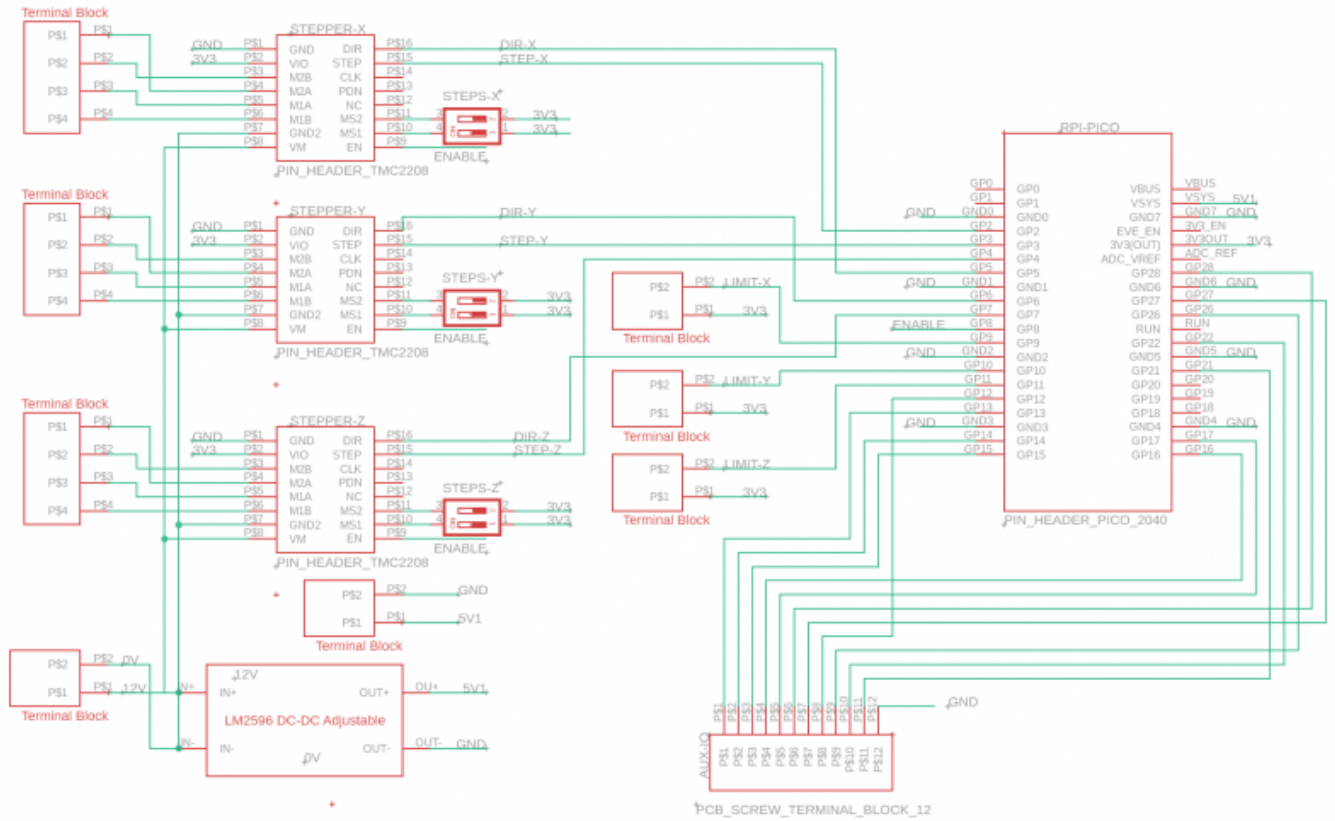 Terminal Block
P$1 P$1
P$2 P$2
P$3 P$3
P$4 P$4
STEPPER-X
GND P$1 GND DIR P$16 DIR-X
3V3 P$2 VIO STEP P$15 STEP-X
P$3 M2B CLK P$14
P$4 M2A PDN P$13
P$5 M1A NC P$12
P$6 M1B MS2 P$11
P$7 GND2 MS1 P$10
P$8 VM EN P$9
STEPS-X
3 2 3V3
4 1 3V3
ON
ENABLE
PIN_HEADER_TMC2208
Terminal Block
P$1 P$1
P$2 P$2
P$3 P$3
P$4 P$4
STEPPER-Y
GND P$1 GND DIR P$16 DIR-Y
3V3 P$2 VIO STEP P$15 STEP-Y
P$3 M2B CLK P$14
P$4 M2A PDN P$13
P$5 M1A NC P$12
P$6 M1B MS2 P$11
P$7 GND2 MS1 P$10
P$8 VM EN P$9
STEPS-Y
3 2 3V3
4 1 3V3
ON
ENABLE
PIN_HEADER_TMC2208
Terminal Block
P$1 P$1
P$2 P$2
P$3 P$3
P$4 P$4
STEPPER-Z
GND P$1 GND DIR P$16 DIR-Z
3V3 P$2 VIO STEP P$15 STEP-Z
P$3 M2B CLK P$14
P$4 M2A PDN P$13
P$5 M1A NC P$12
P$6 M1B MS2 P$11
P$7 GND2 MS1 P$10
P$8 VM EN P$9
STEPS-Z
3 2 3V3
4 1 3V3
ON
ENABLE
PIN_HEADER_TMC2208
P$2 P$2 GND
P$1 P$1 5V1
Terminal Block
P$2 P$2 0V
P$1 P$1 12V
Terminal Block
12V
IN+ IN+ OUT+ OU+ 5V1
LM2596 DC-DC Adjustable
IN- IN- OUT- OUT- GND
0V
P$2 P$2 LIMIT-X
P$1 P$1 3V3
Terminal Block
P$2 P$2 LIMIT-Y
P$1 P$1 3V3
Terminal Block
P$2 P$2 LIMIT-Z
P$1 P$1 3V3
Terminal Block
RPI-PICO
GP0 GP0 VBUS VBUS
GP1 GP1 VSYS VSYS 5V1
GND GND0 GND0 GND7 GND7 GND
GP2 GP2 EVE_EN 3V3_EN
GP3 GP3 3V3(OUT) 3V3OUT 3V3
GP4 GP4 ADC_VREF ADC_REF
GP5 GP5 GP28 GP28
GND GND1 GND1 GND6 GND6 GND
GP6 GP6 GP27 GP27
GP7 GP7 GP26 GP26
ENABLE GP8 GP8 RUN RUN
GP9 GP9 GP22 GP22
GND GND2 GND2 GND5 GND5 GND
GP10 GP10 GP21 GP21
GP11 GP11 GP20 GP20
GP12 GP12 GP19 GP19
GP13 GP13 GP18 GP18
GND GND3 GND3 GND4 GND4 GND
GP14 GP14 GP17 GP17
GP15 GP15 GP16 GP16
PIN_HEADER_PICO_2040
P$1 P$2 P$3 P$4 P$5 P$6 P$7 P$8 P$9 P$10 P$11 P$12 GND
AUX-IO
P$1 P$2 P$3 P$4 P$5 P$6 P$7 P$8 P$9 P$10 P$11 P$12
PCB_SCREW_TERMINAL_BLOCK_12